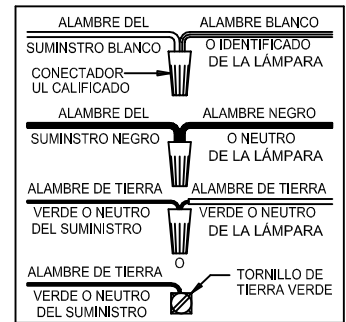 ALAMBRE DEL ALAMBRE BLANCO
SUMINSTRO BLANCO O IDENTIFICADO
DE LA LÁMPARA
CONECTADOR
UL CALIFICADO
ALAMBRE DEL ALAMBRE NEGRO
SUMINSTRO NEGRO O NEUTRO
DE LA LÁMPARA
ALAMBRE DE TIERRA ALAMBRE DE TIERRA
VERDE O NEUTRO VERDE O NEUTRO
DEL SUMINISTRO DE LA LÁMPARA
O
ALAMBRE DE TIERRA TORNILLO DE
TIERRA VERDE
VERDE O NEUTRO
DEL SUMINISTRO